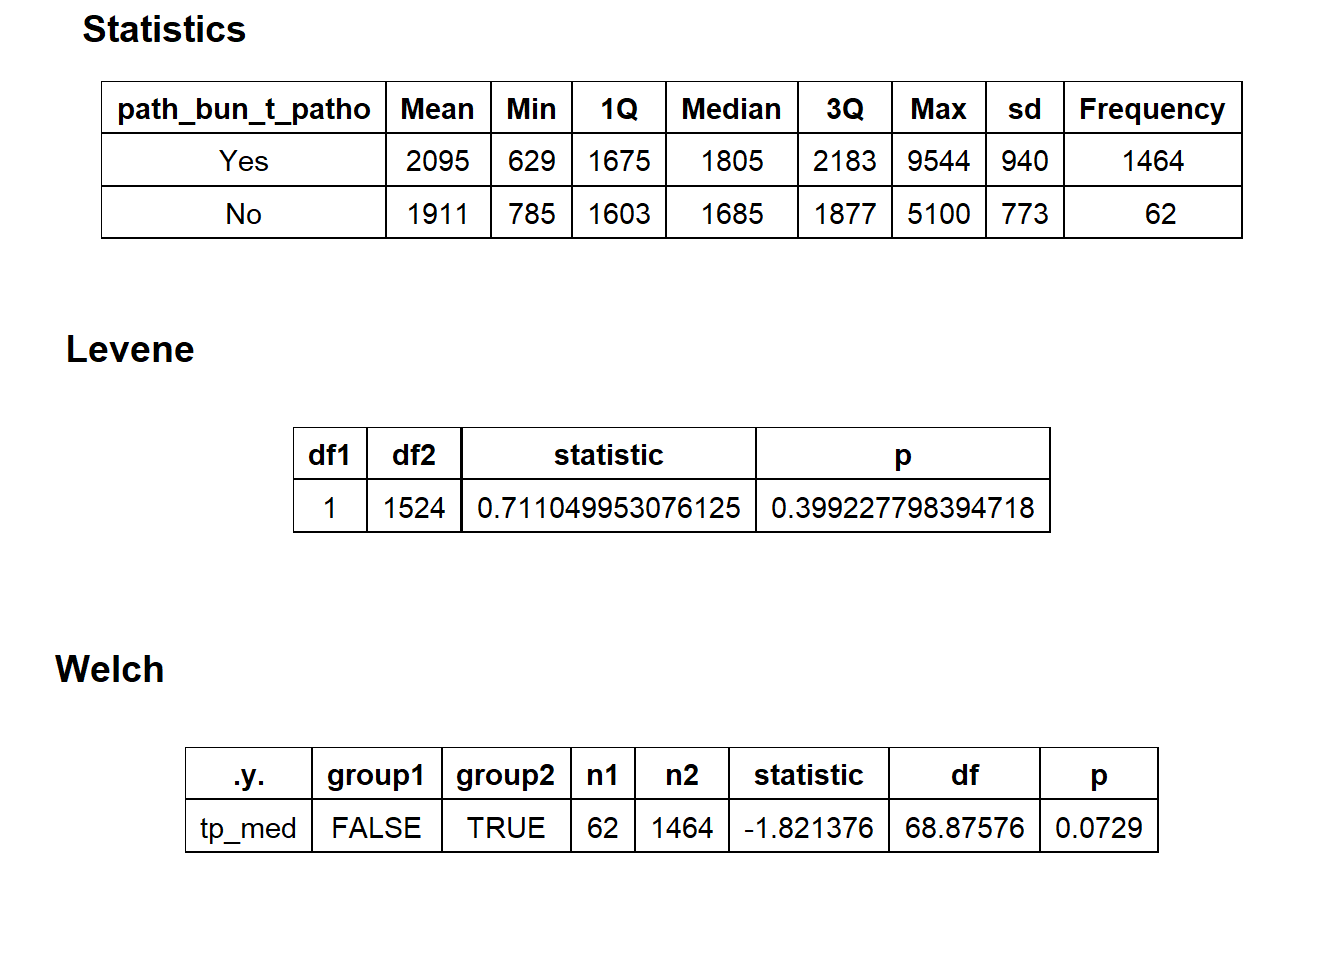 Statistics
path_bun_t_patho Mean Min 1Q Median 3Q Max sd Frequency
Yes 2095 629 1675 1805 2183 9544 940 1464
No 1911 785 1603 1685 1877 5100 773 62
Levene
df1 df2 statistic p
1 1524 0.711049953076125 0.399227798394718
Welch
.y. group1 group2 n1 n2 statistic df p
tp_med FALSE TRUE 62 1464 -1.821376 68.87576 0.0729